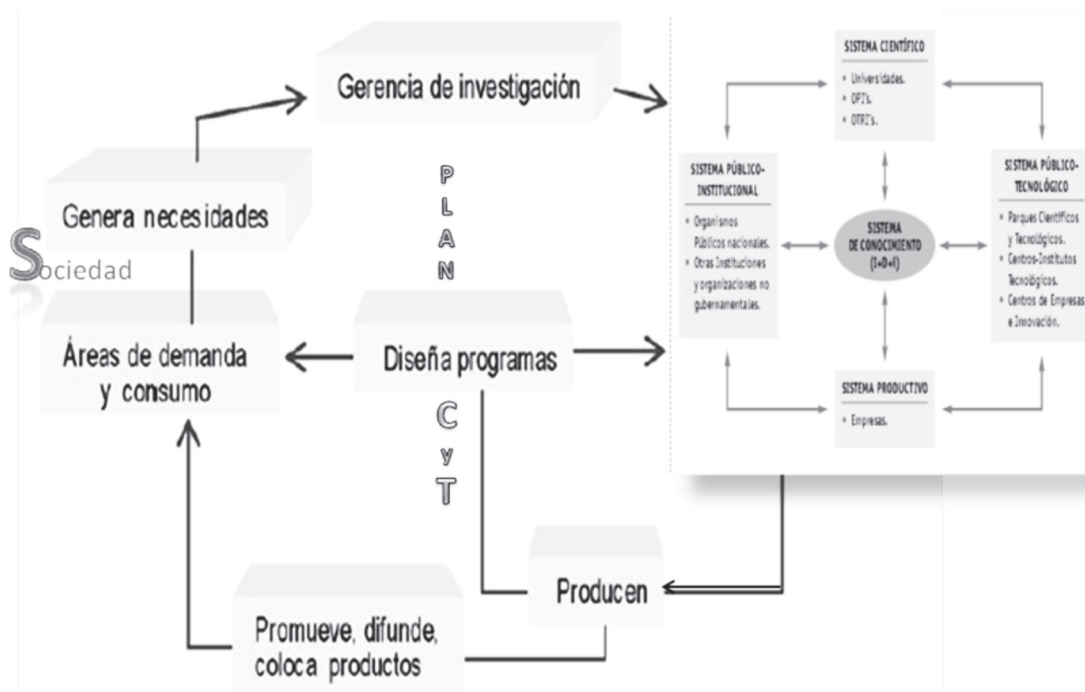 Gerencia de investigación
Genera necesidades
Sociedad
Áreas de demanda
y consumo
PLAN
CyT
Diseña programas
Producen
Promueve, difunde,
coloca productos
SISTEMA CIENTÍFICO
• Universidades.
• OPI's.
• OTRI's.
SISTEMA PÚBLICO-
INSTITUCIONAL
• Organismos
Públicos nacionales.
• Otras Instituciones
y organizaciones no
gubernamentales.
SISTEMA
DE CONOCIMIENTO
(I+D+I)
SISTEMA PÚBLICO-
TECNOLÓGICO
• Parques Científicos
y Tecnológicos.
• Centros-Institutos
Tecnológicos.
• Centros de Empresas
e Innovación.
SISTEMA PRODUCTIVO
• Empresas.